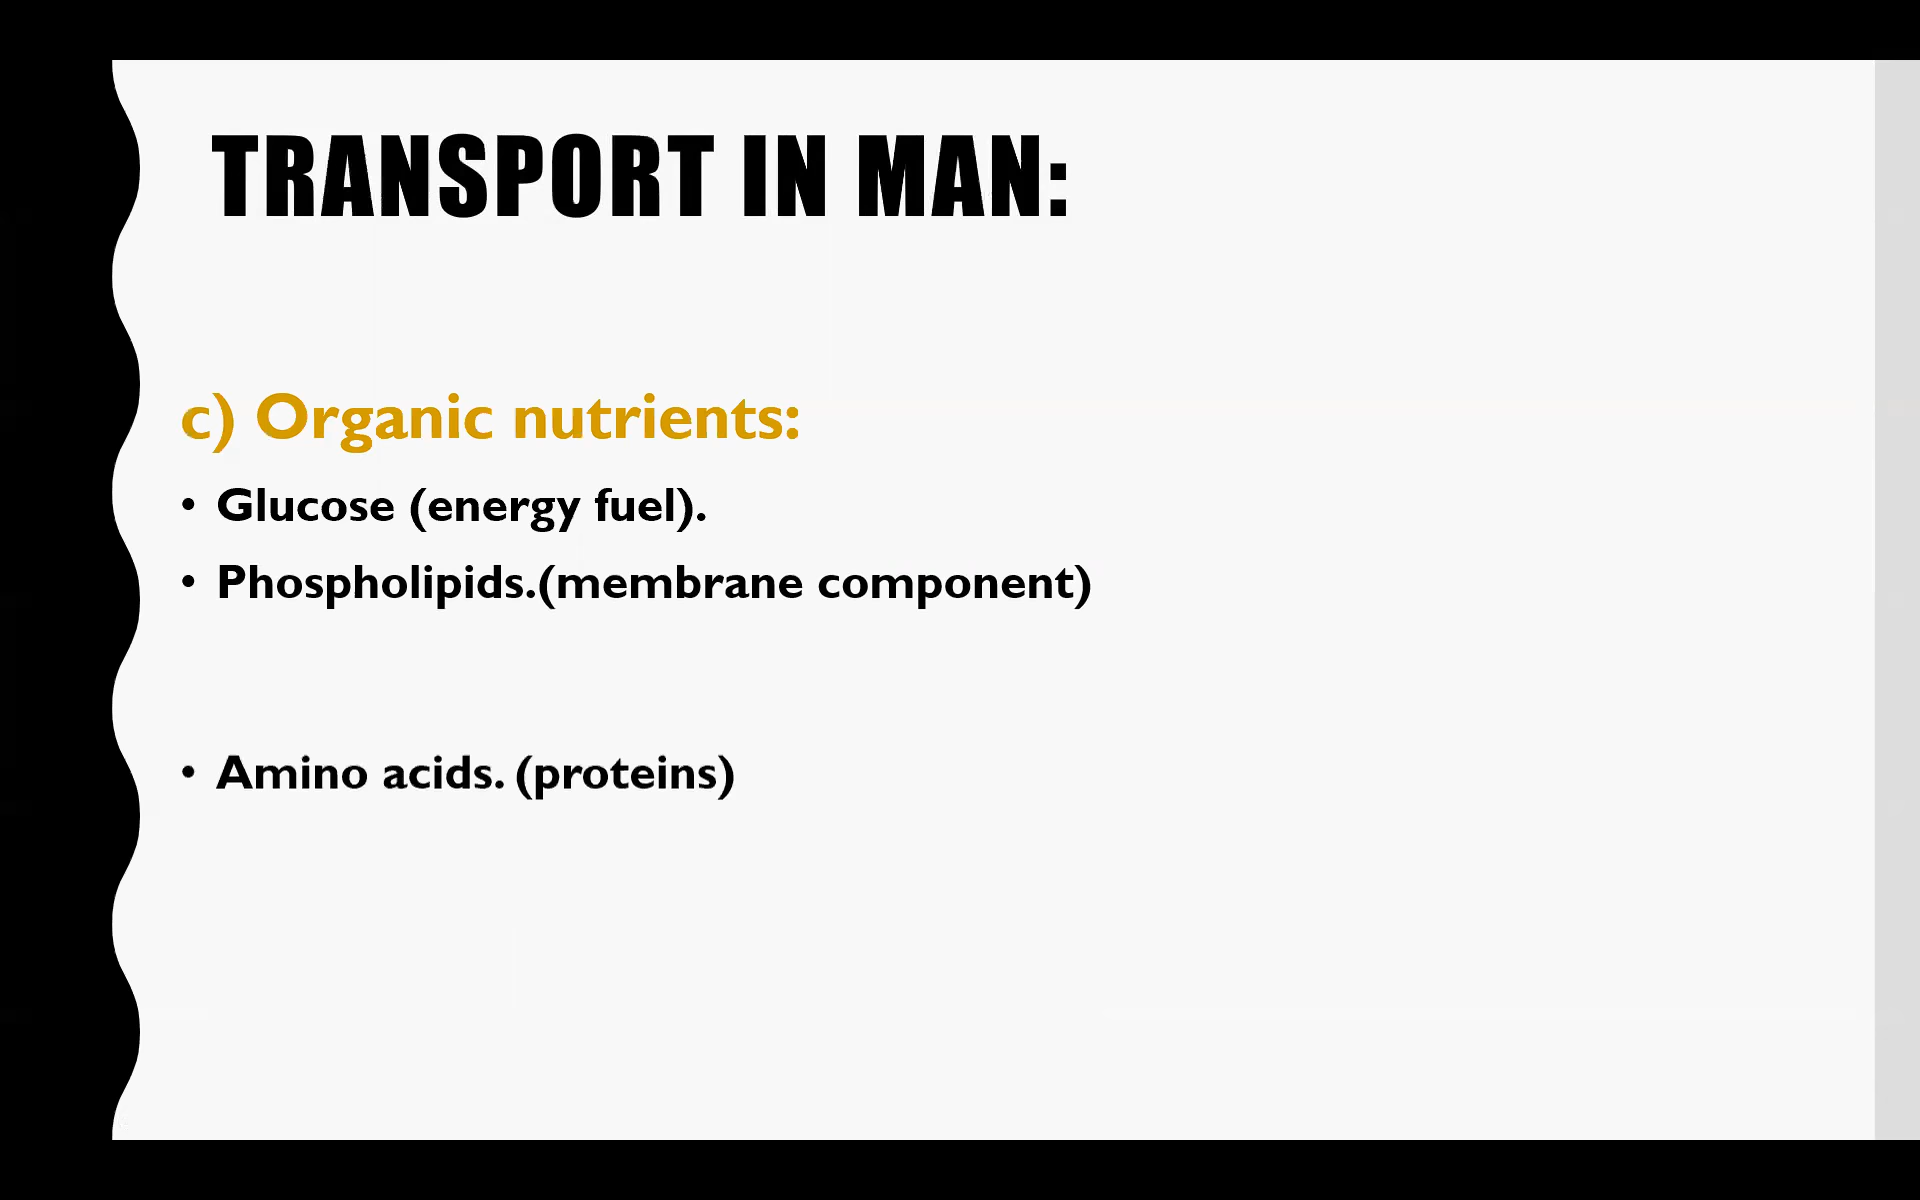 TRANSPORT IN MAN:
c) Organic nutrients:
• Glucose (energy fuel).
• Phospholipids.(membrane component)
• Amino acids. (proteins)